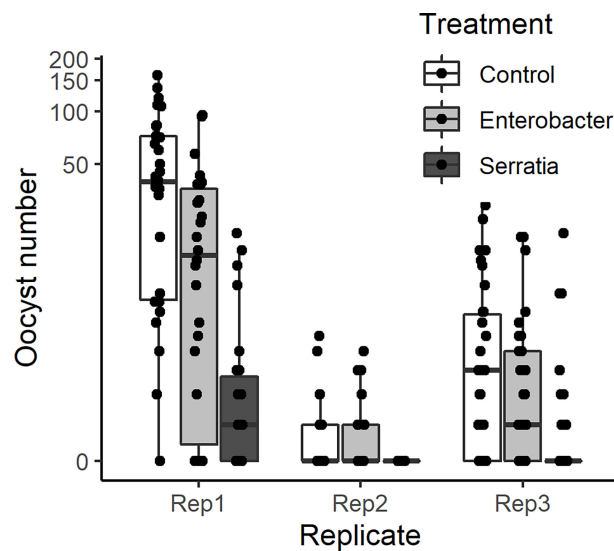 Treatment
Control
Enterobacter
Serratia
200
150
100
50
0
Oocyst number
Rep1 Rep2 Rep3
Replicate